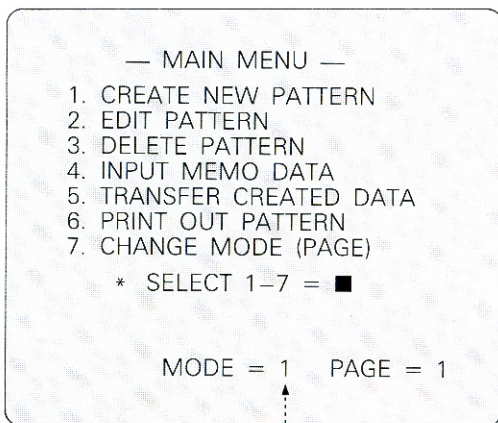 — MAIN MENU —
1. CREATE NEW PATTERN
2. EDIT PATTERN
3. DELETE PATTERN
4. INPUT MEMO DATA
5. TRANSFER CREATED DATA
6. PRINT OUT PATTERN
7. CHANGE MODE (PAGE)
* SELECT 1–7 = ■
MODE = 1 PAGE = 1